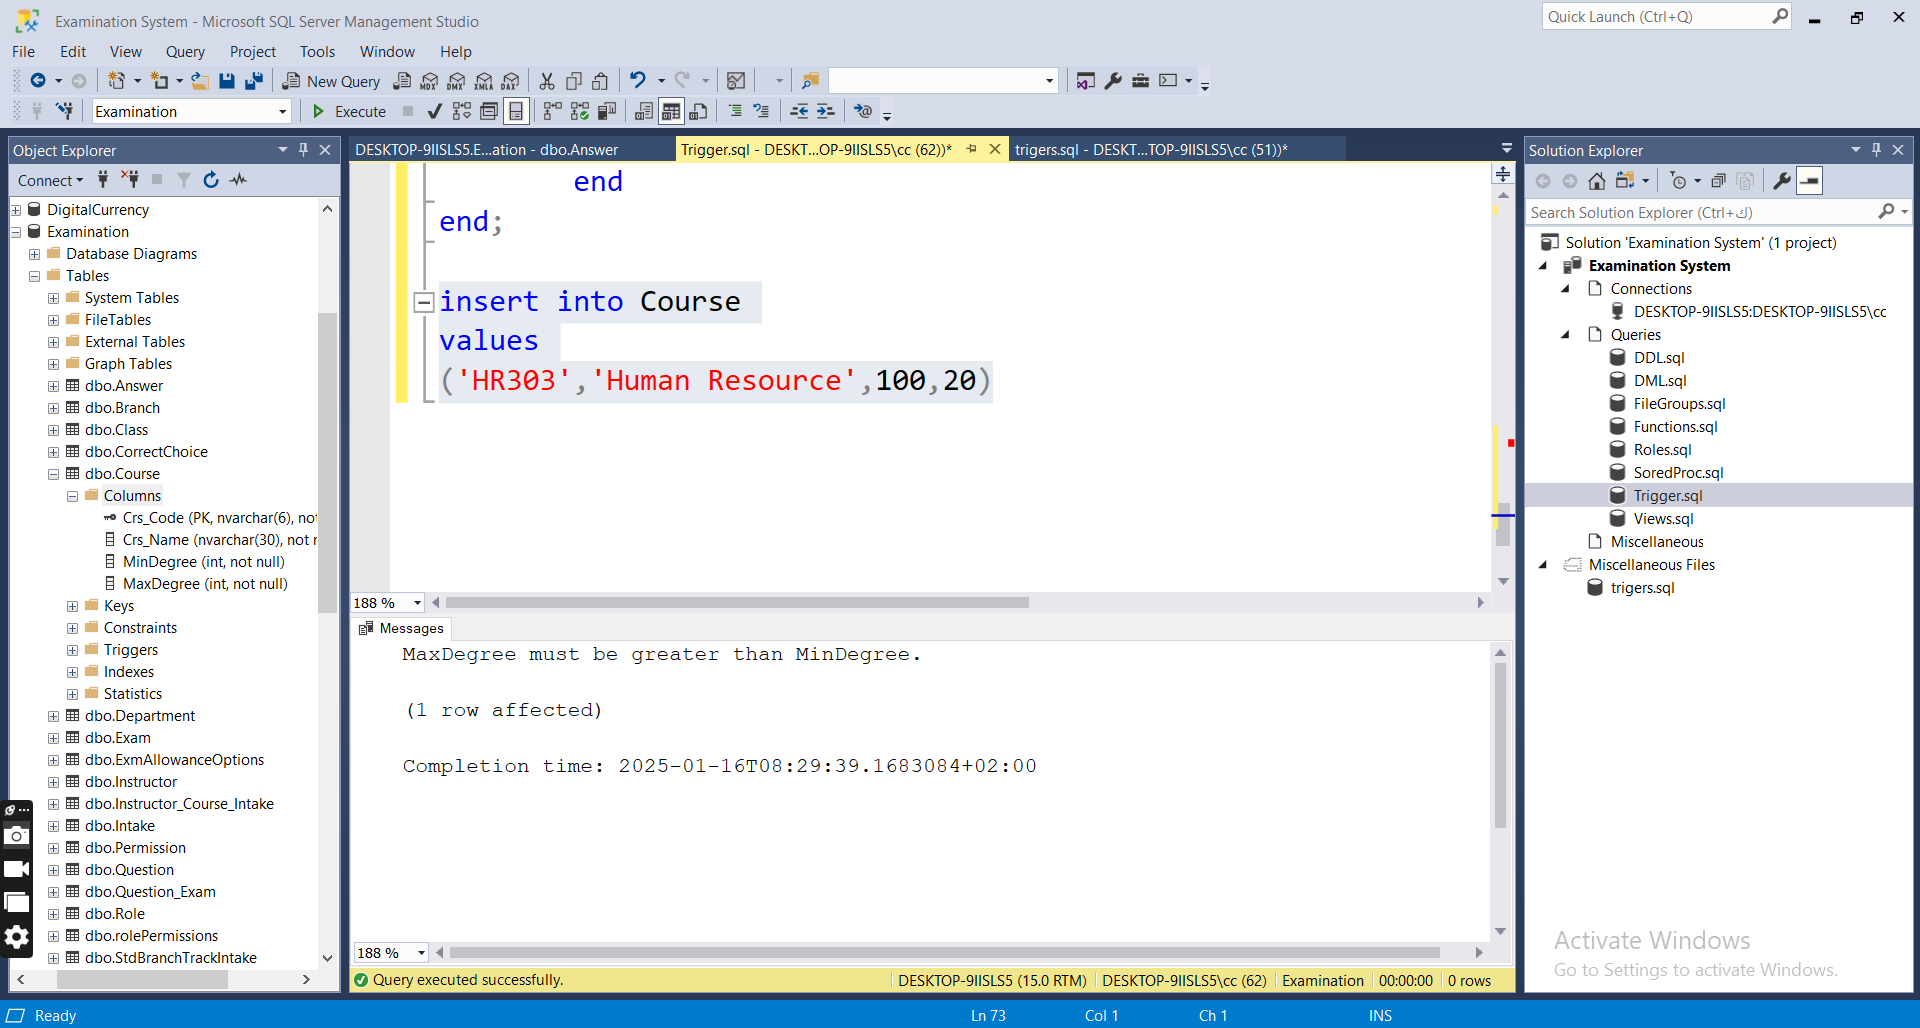 Examination System - Microsoft SQL Server Management Studio
Quick Launch (Ctrl+Q)
File Edit View Query Project Tools Window Help
New Query
MDX DMX XMLA DAX
Examination
Execute
Object Explorer
Connect
DigitalCurrency
Examination
Database Diagrams
Tables
System Tables
FileTables
External Tables
Graph Tables
dbo.Answer
dbo.Branch
dbo.Class
dbo.CorrectChoice
dbo.Course
Columns
Crs_Code (PK, nvarchar(6), not
Crs_Name (nvarchar(30), not r
MinDegree (int, not null)
MaxDegree (int, not null)
Keys
Constraints
Triggers
Indexes
Statistics
dbo.Department
dbo.Exam
dbo.ExmAllowanceOptions
dbo.Instructor
dbo.Instructor_Course_Intake
dbo.Intake
dbo.Permission
dbo.Question
dbo.Question_Exam
dbo.Role
dbo.rolePermissions
dbo.StdBranchTrackIntake
DESKTOP-9IISLS5.E...ation - dbo.Answer
Trigger.sql - DESKT...OP-9IISLS5\cc (62))*
trigers.sql - DESKT...TOP-9IISLS5\cc (51))*
end
end;
insert into Course
values
('HR303','Human Resource',100,20)
188 %
Messages
MaxDegree must be greater than MinDegree.
(1 row affected)
Completion time: 2025-01-16T08:29:39.1683084+02:00
188 %
Query executed successfully.
DESKTOP-9IISLS5 (15.0 RTM) DESKTOP-9IISLS5\cc (62) Examination 00:00:00 0 rows
Solution Explorer
Search Solution Explorer (Ctrl+ك)
Solution 'Examination System' (1 project)
Examination System
Connections
DESKTOP-9IISLS5:DESKTOP-9IISLS5\cc
Queries
DDL.sql
DML.sql
FileGroups.sql
Functions.sql
Roles.sql
SoredProc.sql
Trigger.sql
Views.sql
Miscellaneous
Miscellaneous Files
trigers.sql
Activate Windows
Go to Settings to activate Windows.
Ready
Ln 73 Col 1 Ch 1 INS